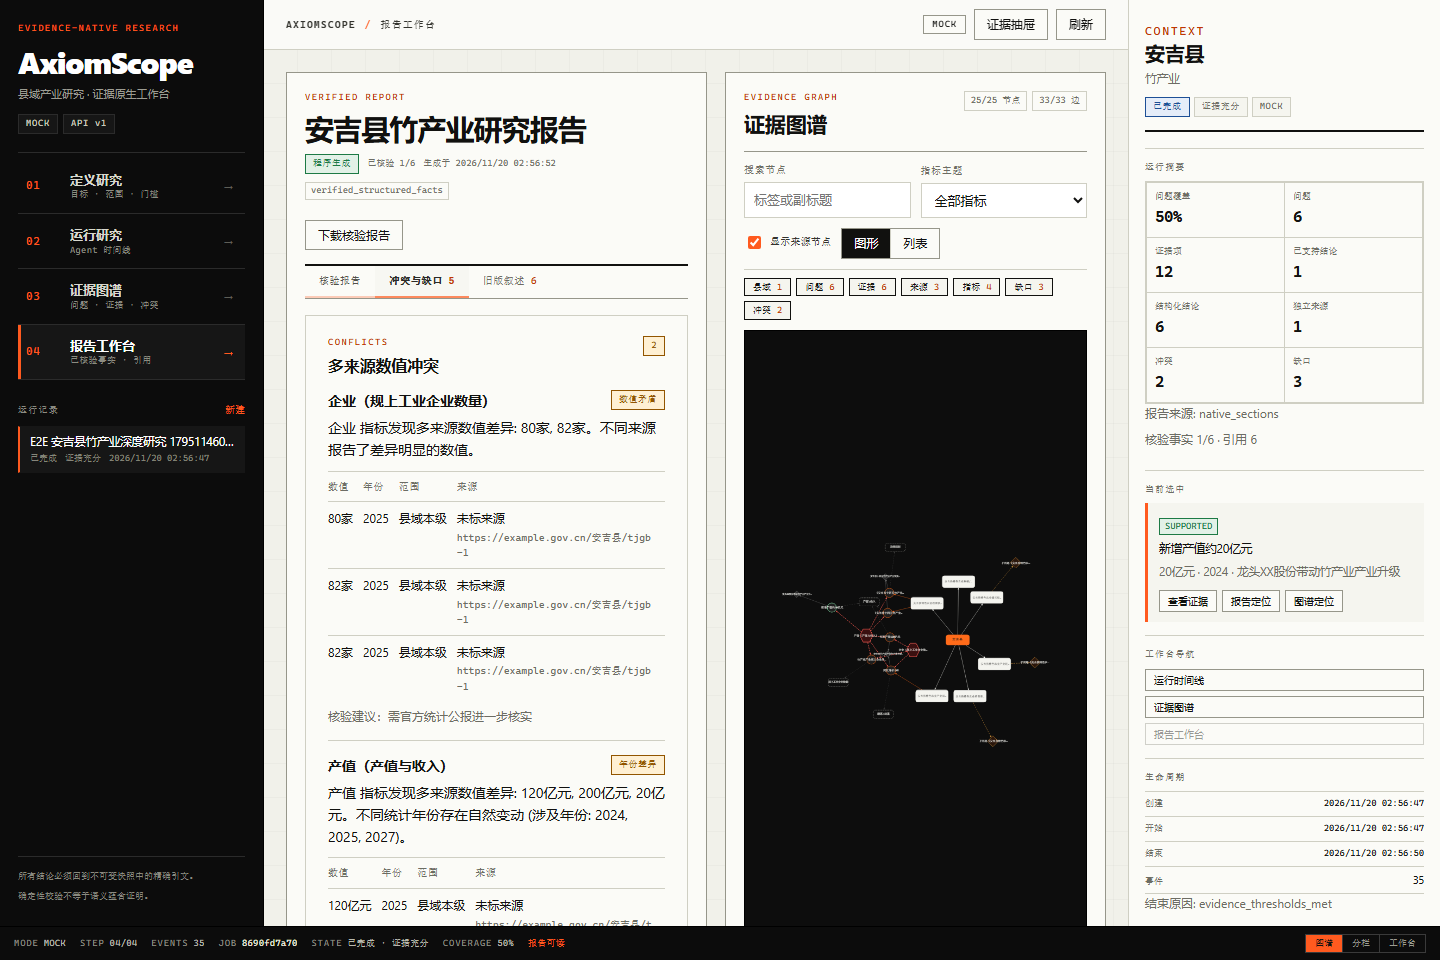 EVIDENCE-NATIVE RESEARCH
AxiomScope
县域产业研究 · 证据原生工作台
MOCK
API v1
01 定义研究 →
目标 · 范围 · 门槛
02 运行研究 →
Agent 时间线
03 证据图谱 →
问题 · 证据 · 冲突
04 报告工作台 →
已核验事实 · 引用
运行记录 新建
E2E 安吉县竹产业深度研究 179511460...
已完成 证据充分 2026/11/20 02:56:47
所有结论必须回到不可变快照中的精确引文。
确定性校验不等于语义蕴含证明。
AXIOMSCOPE / 报告工作台
MOCK
证据抽屉
刷新
VERIFIED REPORT
安吉县竹产业研究报告
程序生成 已核验 1/6 生成于 2026/11/20 02:56:52
verified_structured_facts
下载核验报告
核验报告 冲突与缺口 5 旧版叙述 6
CONFLICTS 2
多来源数值冲突
企业（规上工业企业数量） 数值矛盾
企业 指标发现多来源数值差异: 80家, 82家。不同来源
报告了差异明显的数值。
数值 年份 范围 来源
80家 2025 县域本级 未标来源
https://example.gov.cn/安吉县/tjgb
-1
82家 2025 县域本级 未标来源
https://example.gov.cn/安吉县/tjgb
-1
82家 2025 县域本级 未标来源
https://example.gov.cn/安吉县/tjgb
-1
核验建议：需官方统计公报进一步核实
产值（产值与收入） 年份差异
产值 指标发现多来源数值差异: 120亿元, 200亿元, 20亿
元。不同统计年份存在自然变动 (涉及年份: 2024,
2025, 2027)。
数值 年份 范围 来源
120亿元 2025 县域本级 未标来源
https://example.gov.cn/安吉县/t
EVIDENCE GRAPH
25/25 节点
33/33 边
证据图谱
搜索节点
标签或副标题
指标主题
全部指标
显示来源节点
图形
列表
县域 1
问题 6
证据 6
来源 3
指标 4
缺口 3
冲突 2
CONTEXT
安吉县
竹产业
已完成
证据充分
MOCK
运行摘要
问题覆盖
50%
问题
6
证据项
12
已支持结论
1
结构化结论
6
独立来源
1
冲突
2
缺口
3
报告来源: native_sections
核验事实 1/6 · 引用 6
当前选中
SUPPORTED
新增产值约20亿元
20亿元 · 2024 · 龙头XX股份带动竹产业产业升级
查看证据
报告定位
图谱定位
工作台导航
运行时间线
证据图谱
报告工作台
生命周期
创建 2026/11/20 02:56:47
开始 2026/11/20 02:56:47
结束 2026/11/20 02:56:50
事件 35
结束原因: evidence_thresholds_met
MODE MOCK STEP 04/04 EVENTS 35 JOB 8690fd7a70 STATE 已完成 · 证据充分 COVERAGE 50% 报告可读
图谱
分栏
工作台